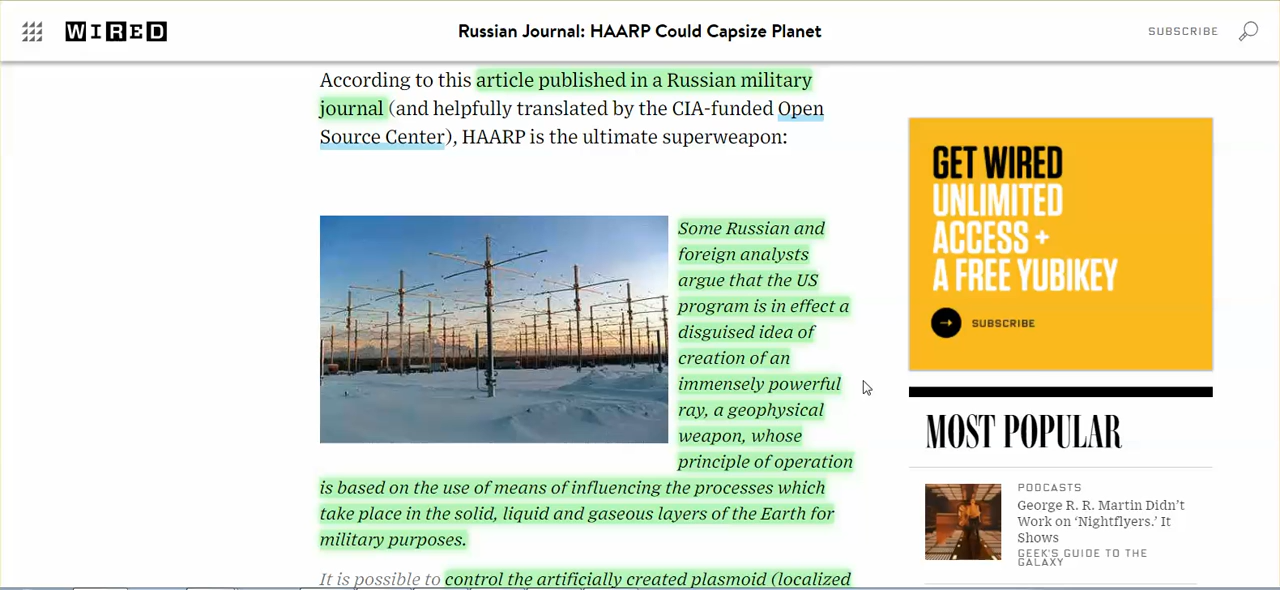 WIRED
Russian Journal: HAARP Could Capsize Planet
SUBSCRIBE
According to this article published in a Russian military
journal (and helpfully translated by the CIA-funded Open
Source Center), HAARP is the ultimate superweapon:
Some Russian and
foreign analysts
argue that the US
program is in effect a
disguised idea of
creation of an
immensely powerful
ray, a geophysical
weapon, whose
principle of operation
is based on the use of means of influencing the processes which
take place in the solid, liquid and gaseous layers of the Earth for
military purposes.
It is possible to control the artificially created plasmoid (localized
GET WIRED
UNLIMITED
ACCESS +
A FREE YUBIKEY
SUBSCRIBE
MOST POPULAR
PODCASTS
George R. R. Martin Didn't
Work on 'Nightflyers.' It
Shows
GEEK'S GUIDE TO THE
GALAXY